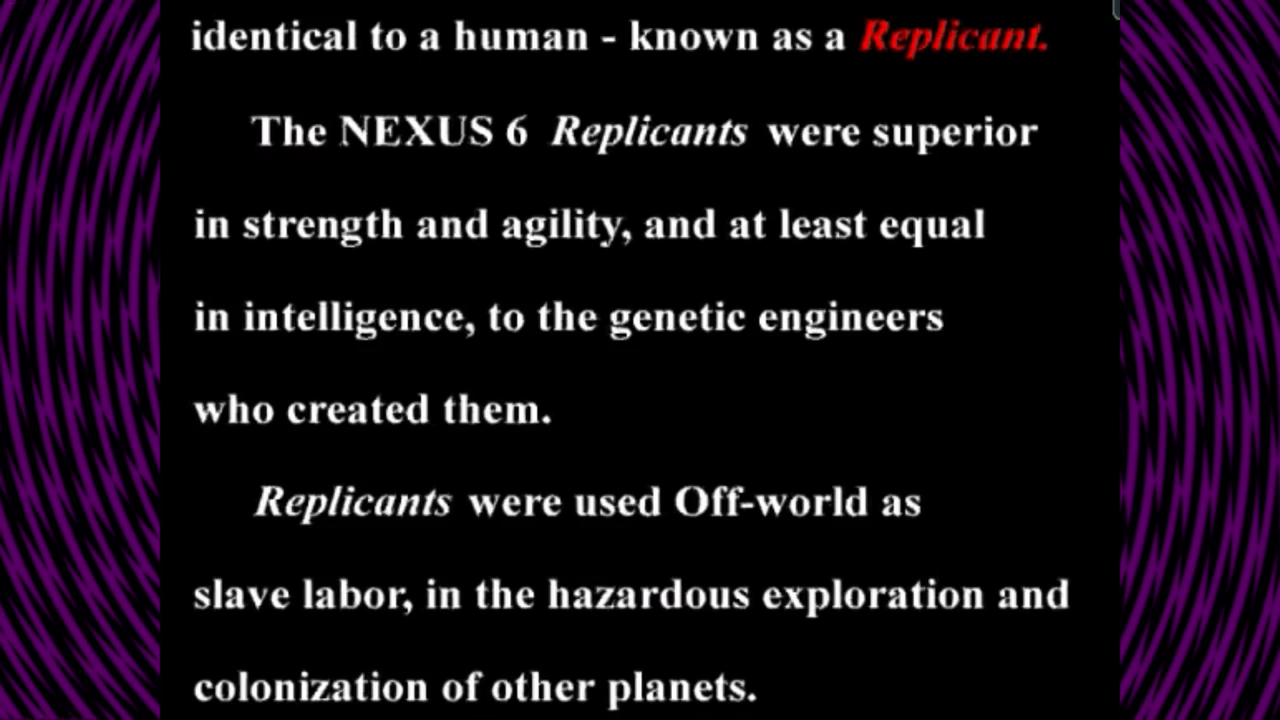 identical to a human - known as a Replicant.
The NEXUS 6 Replicants were superior
in strength and agility, and at least equal
in intelligence, to the genetic engineers
who created them.
Replicants were used Off-world as
slave labor, in the hazardous exploration and
colonization of other planets.